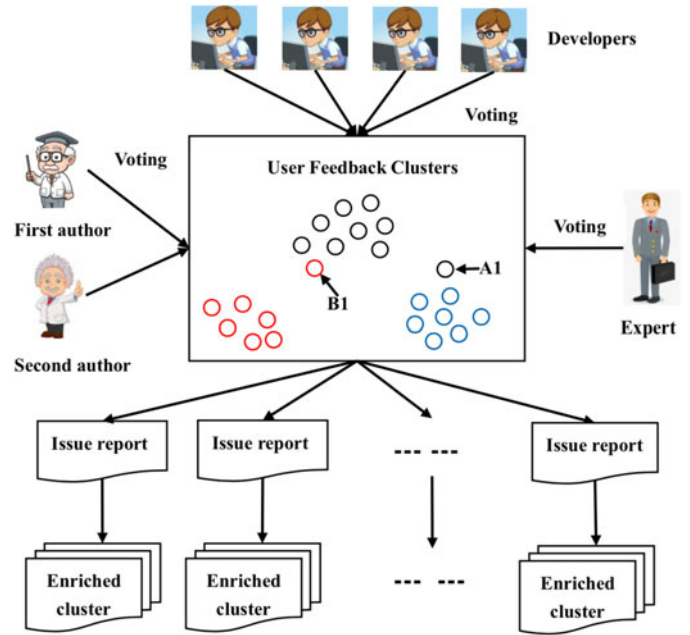 Developers
Voting
Voting
User Feedback Clusters
First author
Voting
A1
B1
Expert
Second author
Issue report
Issue report
--- ---
Issue report
Enriched
cluster
Enriched
cluster
--- ---
Enriched
cluster